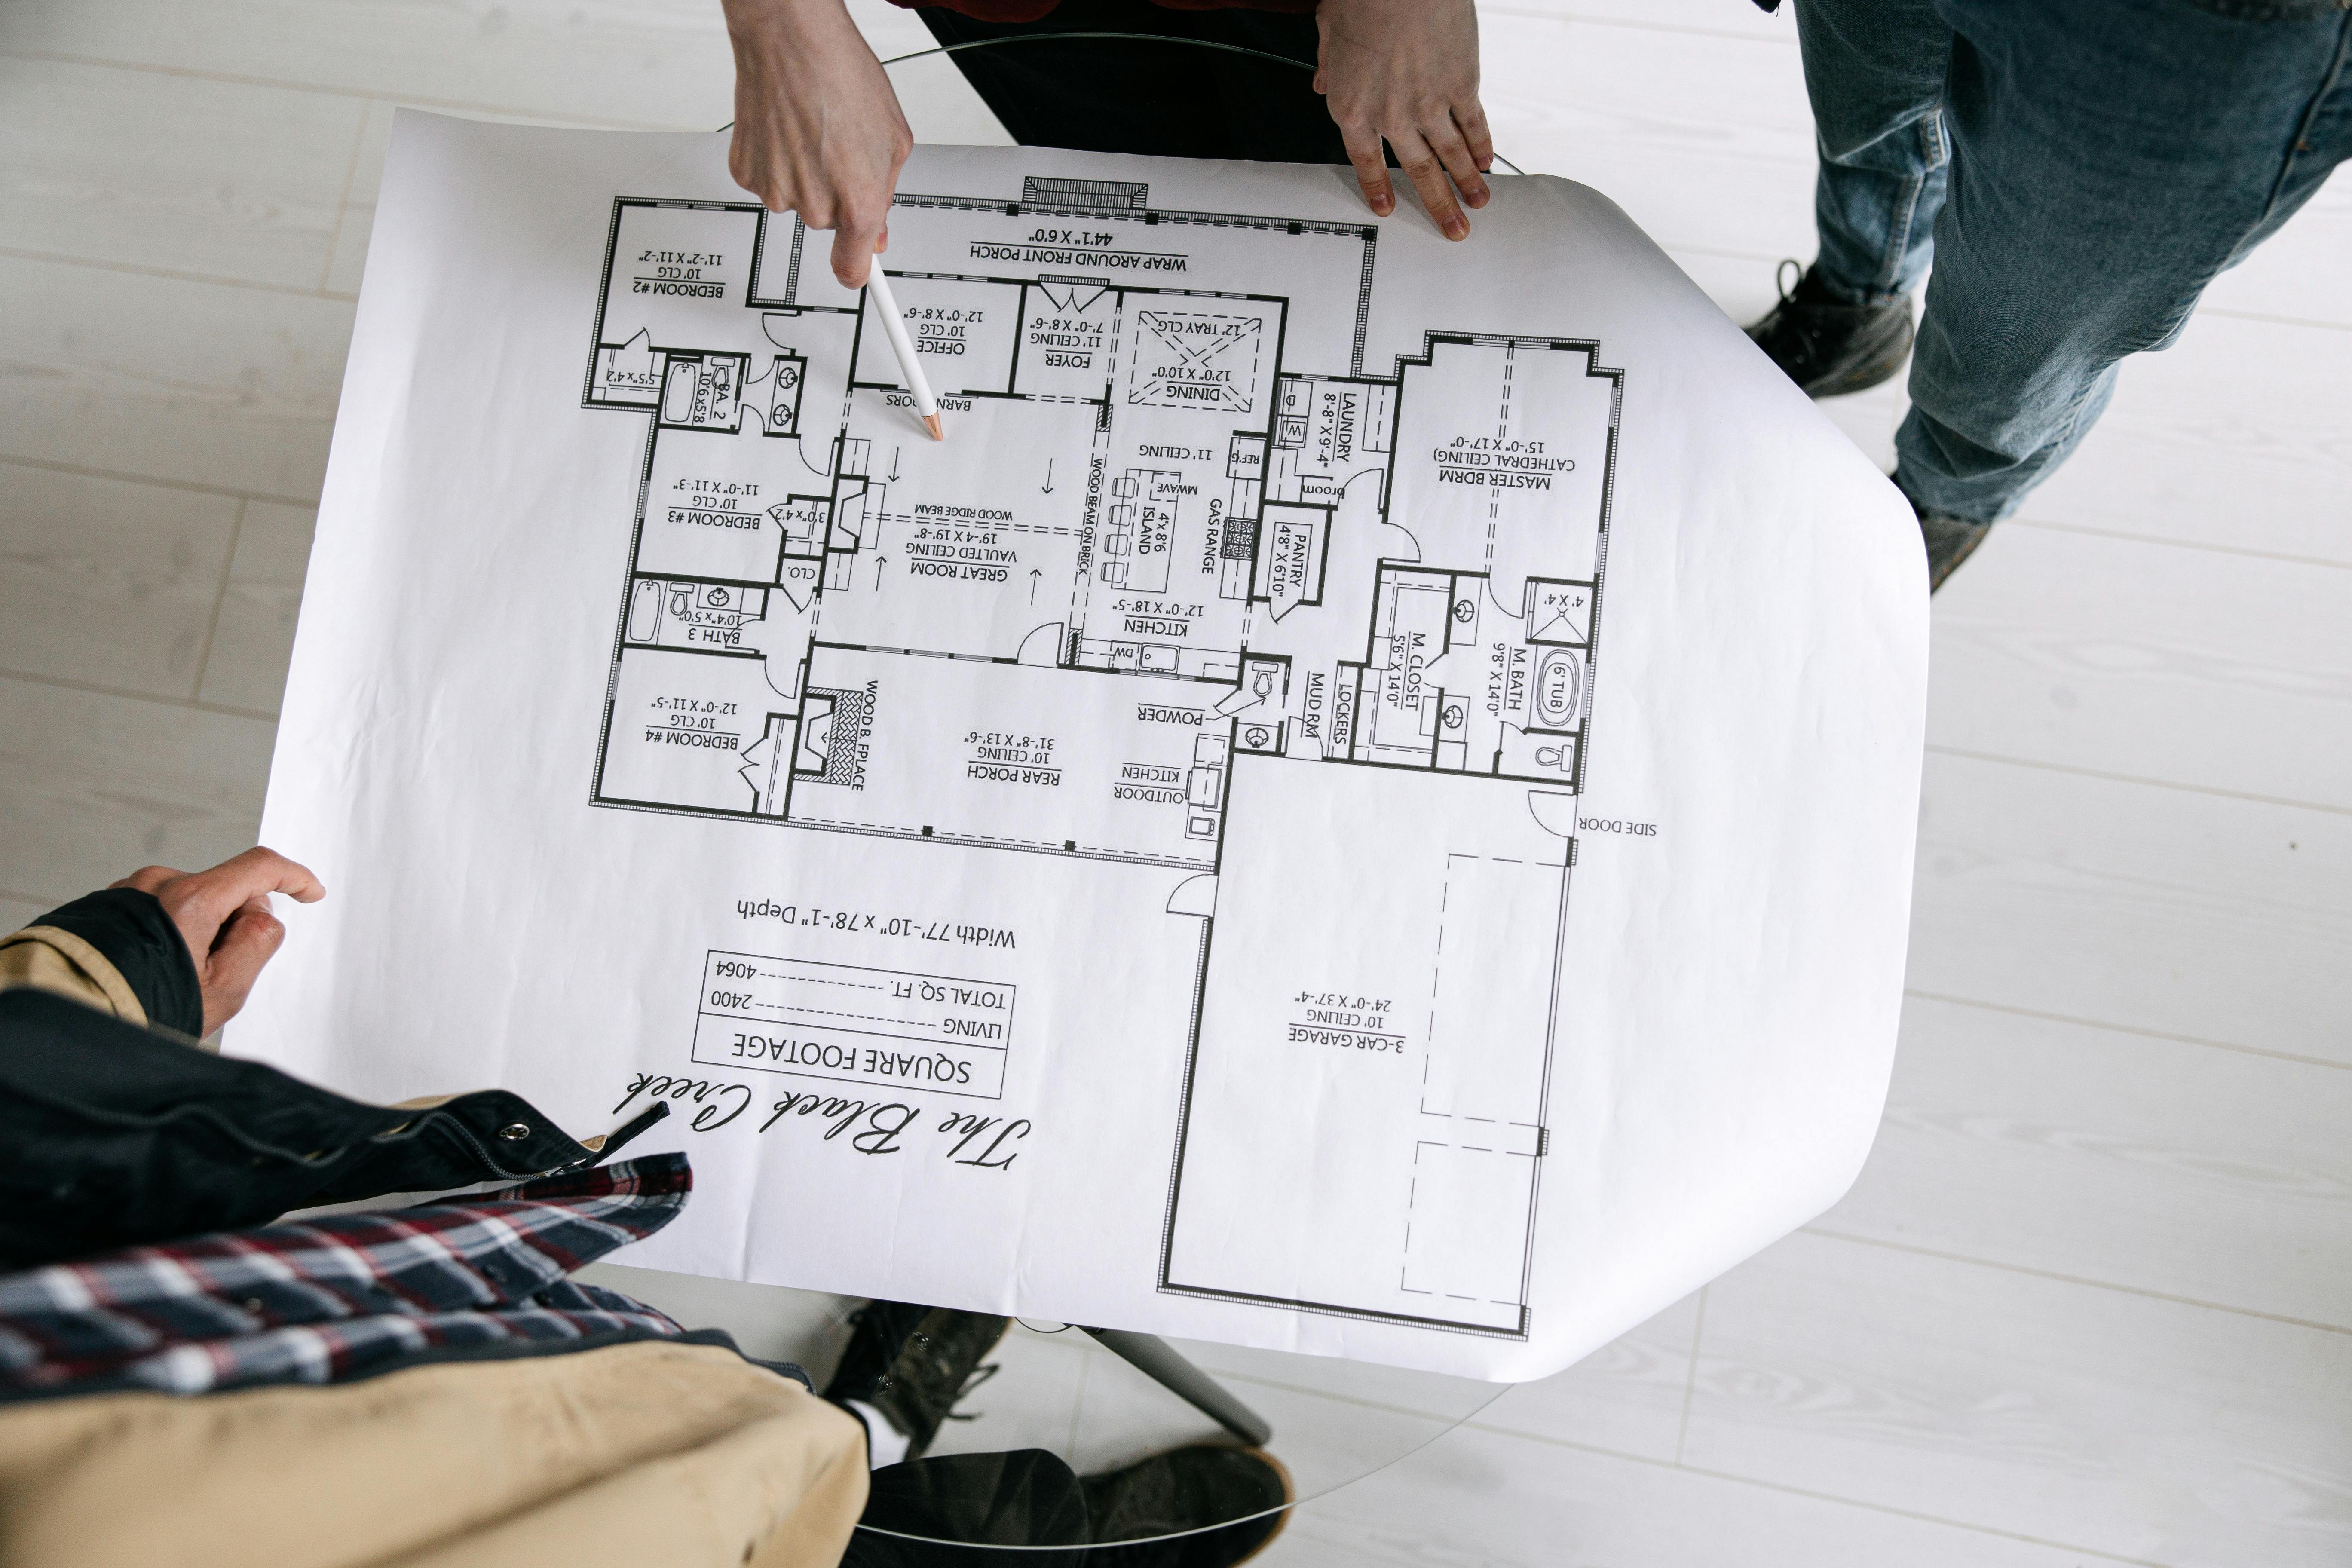 The Black Creek
SQUARE FOOTAGE
LIVING ------------------ 2400
TOTAL SQ. FT. ------------ 4064
Width 77'-10" x 78'-1" Depth
3-CAR GARAGE
10' CEILING
24'-0" X 37'-4"
SIDE DOOR
OUTDOOR
KITCHEN
REAR PORCH
10' CEILING
31'-8" X 13'-6"
WOOD B. FPLACE
BEDROOM #4
10' CLG
12'-0" X 11'-5"
POWDER
MUD RM
LOCKERS
M. CLOSET
5'6" X 14'0"
M. BATH
9'8" X 14'0"
6' TUB
4' X 4'
BATH 3
10'4" x 5'0"
CLO.
KITCHEN
12'-0" X 18'-5"
DW
PANTRY
4'8" X 6'10"
GAS RANGE
ISLAND
4'x 8'6
MWAVE
REF'G
11' CEILING
WOOD BEAM ON BRICK
GREAT ROOM
VAULTED CEILING
19'-4 X 19'-8"
WOOD RIDGE BEAM
BEDROOM #3
10' CLG
11'-0" X 11'-3"
3'0" x 4'2
MASTER BDRM
(CATHEDRAL CEILING)
15'-0" X 17'-0"
LAUNDRY
8'-8" X 9'-4"
W
D
broom
DINING
12'0" X 10'0"
12' TRAY CLG
FOYER
11' CEILING
7'-0" X 8'-6"
OFFICE
10' CLG
12'-0" X 8'-6"
BARN OORS
BA. 2
10'6 x 5'8
5'5" x 4'2
BEDROOM #2
10' CLG
11'-2" X 11'-2"
WRAP AROUND FRONT PORCH
44'1" X 6'0"